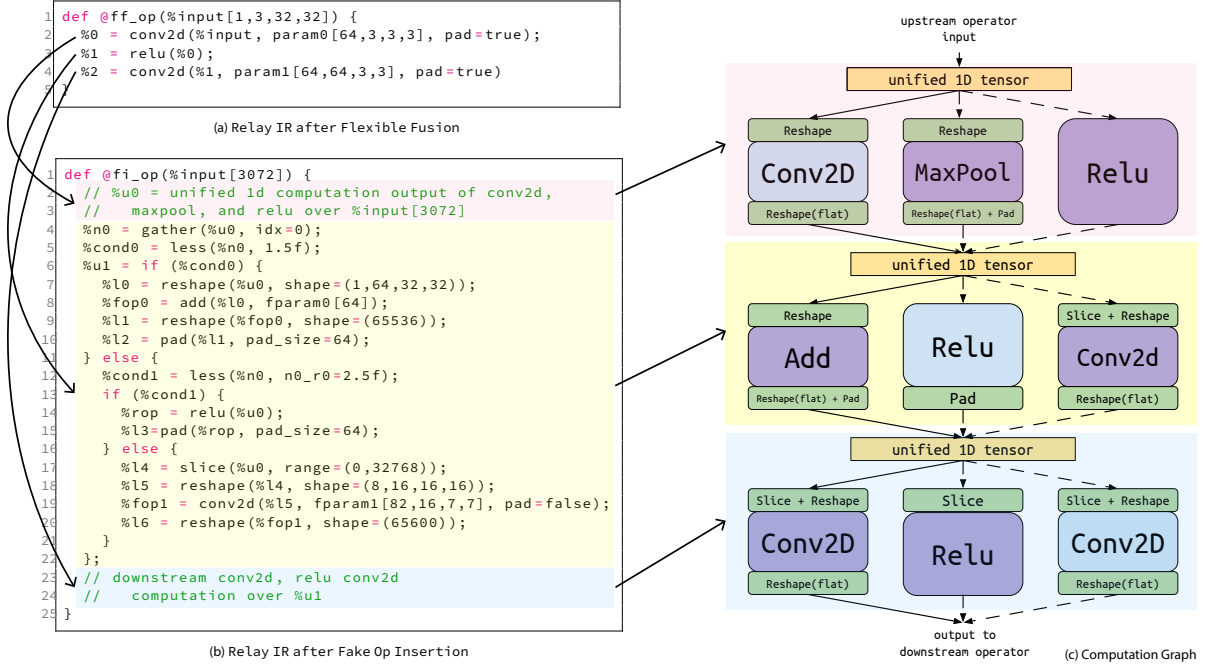 1 def @ff_op(%input[1,3,32,32]) {
2 %0 = conv2d(%input, param0[64,3,3,3], pad=true);
3 %1 = relu(%0);
4 %2 = conv2d(%1, param1[64,64,3,3], pad=true)
5 }
(a) Relay IR after Flexible Fusion
1 def @fi_op(%input[3072]) {
2 // %u0 = unified 1d computation output of conv2d,
3 // maxpool, and relu over %input[3072]
4 %n0 = gather(%u0, idx=0);
5 %cond0 = less(%n0, 1.5f);
6 %u1 = if (%cond0) {
7 %l0 = reshape(%u0, shape=(1,64,32,32));
8 %fop0 = add(%l0, fparam0[64]);
9 %l1 = reshape(%fop0, shape=(65536));
10 %l2 = pad(%l1, pad_size=64);
11 } else {
12 %cond1 = less(%n0, n0_r0=2.5f);
13 if (%cond1) {
14 %rop = relu(%u0);
15 %l3=pad(%rop, pad_size=64);
16 } else {
17 %l4 = slice(%u0, range=(0,32768));
18 %l5 = reshape(%l4, shape=(8,16,16,16));
19 %fop1 = conv2d(%l5, fparam1[82,16,7,7], pad=false);
20 %l6 = reshape(%fop1, shape=(65600));
21 }
22 };
23 // downstream conv2d, relu conv2d
24 // computation over %u1
25 }
(b) Relay IR after Fake Op Insertion
upstream operator
input
unified 1D tensor
Reshape
Reshape
Conv2D
MaxPool
Relu
Reshape(flat)
Reshape(flat) + Pad
unified 1D tensor
Reshape
Slice + Reshape
Add
Relu
Conv2d
Reshape(flat) + Pad
Pad
Reshape(flat)
unified 1D tensor
Slice + Reshape
Slice
Slice + Reshape
Conv2D
Relu
Conv2D
Reshape(flat)
Reshape(flat)
output to
downstream operator
(c) Computation Graph